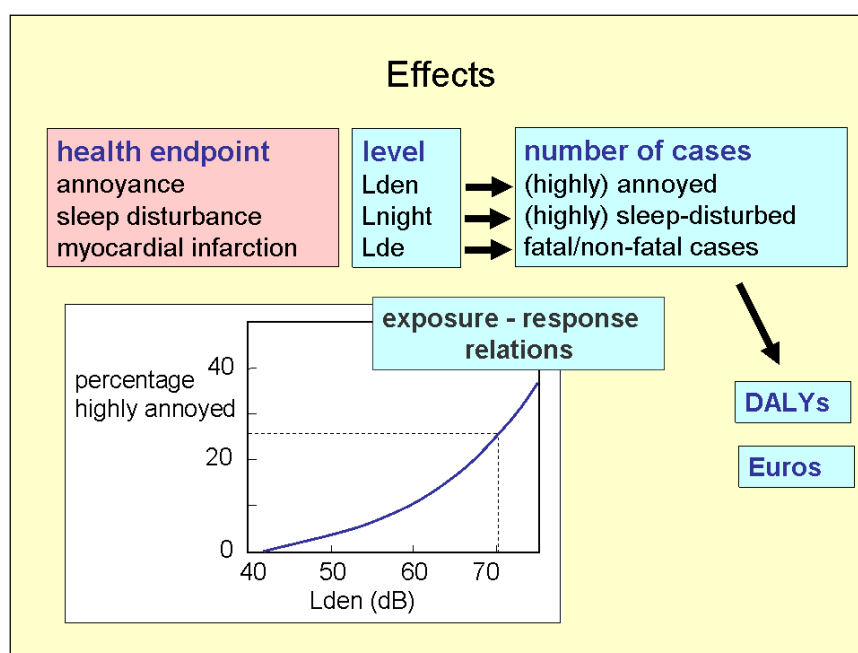 Effects
health endpoint
annoyance
sleep disturbance
myocardial infarction
level
Lden
Lnight
Lde
number of cases
(highly) annoyed
(highly) sleep-disturbed
fatal/non-fatal cases
exposure - response
relations
percentage
highly annoyed
40
20
0
40 50 60 70
Lden (dB)
DALYs
Euros